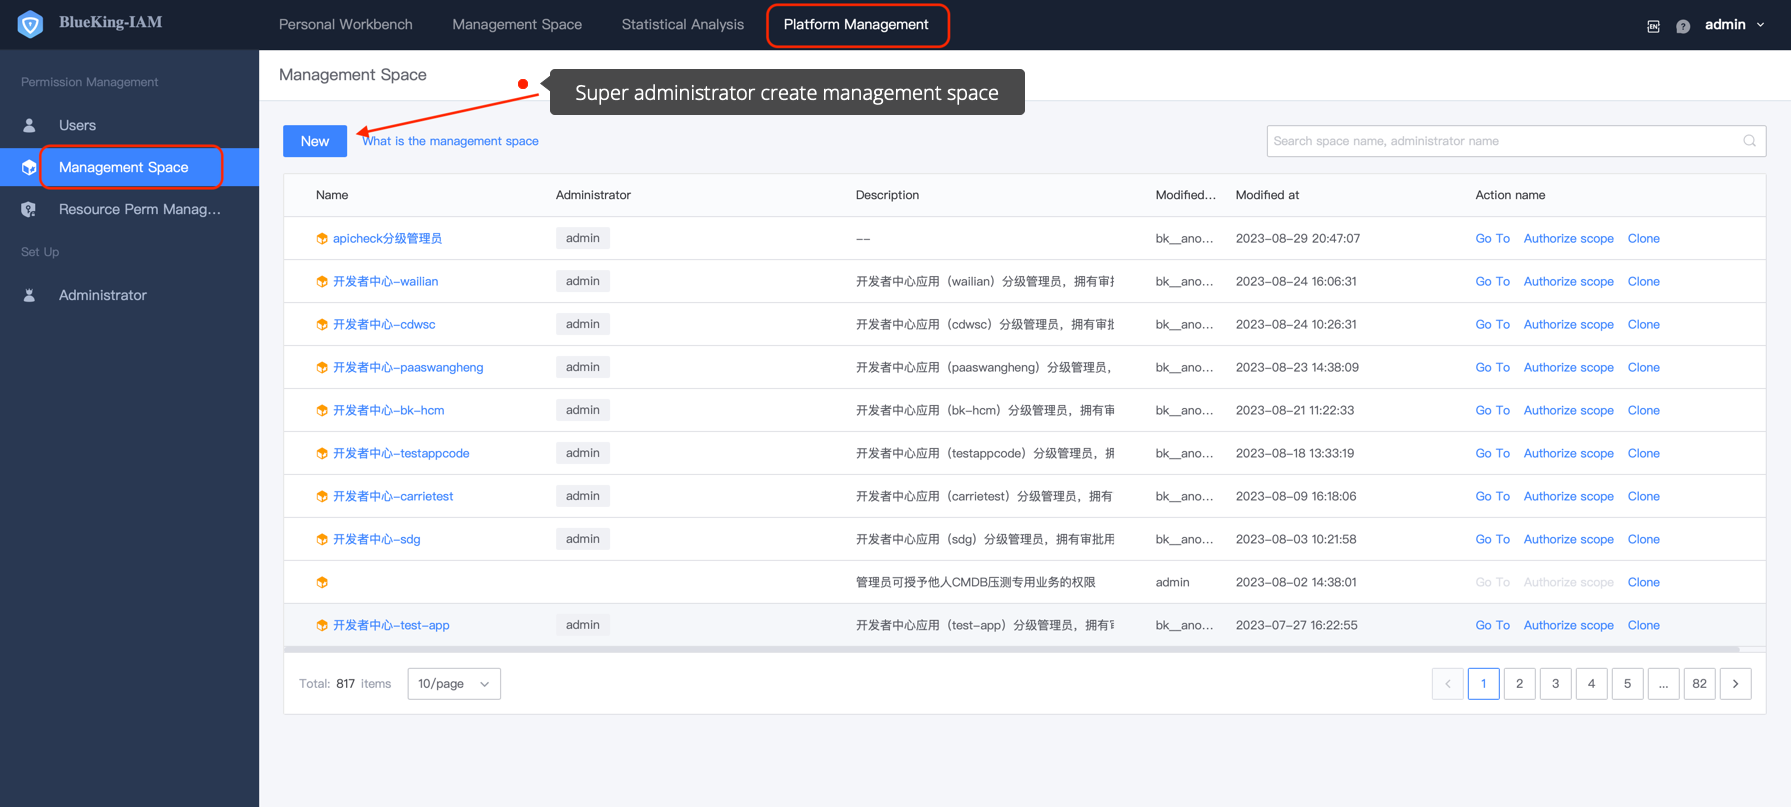 BlueKing-IAM
Personal Workbench Management Space Statistical Analysis Platform Management EN ? admin
Permission Management
Users
Management Space
Resource Perm Manag...
Set Up
Administrator
Management Space
Super administrator create management space
New What is the management space Search space name, administrator name
Name Administrator Description Modified... Modified at Action name
apicheck分级管理员 admin -- bk__ano... 2023-08-29 20:47:07 Go To Authorize scope Clone
开发者中心-wailian admin 开发者中心应用（wailian）分级管理员，拥有审 bk__ano... 2023-08-24 16:06:31 Go To Authorize scope Clone
开发者中心-cdwsc admin 开发者中心应用（cdwsc）分级管理员，拥有审批 bk__ano... 2023-08-24 10:26:31 Go To Authorize scope Clone
开发者中心-paaswangheng admin 开发者中心应用（paaswangheng）分级管理员， bk__ano... 2023-08-23 14:38:09 Go To Authorize scope Clone
开发者中心-bk-hcm admin 开发者中心应用（bk-hcm）分级管理员，拥有审 bk__ano... 2023-08-21 11:22:33 Go To Authorize scope Clone
开发者中心-testappcode admin 开发者中心应用（testappcode）分级管理员，拥 bk__ano... 2023-08-18 13:33:19 Go To Authorize scope Clone
开发者中心-carrietest admin 开发者中心应用（carrietest）分级管理员，拥有 bk__ano... 2023-08-09 16:18:06 Go To Authorize scope Clone
开发者中心-sdg admin 开发者中心应用（sdg）分级管理员，拥有审批用 bk__ano... 2023-08-03 10:21:58 Go To Authorize scope Clone
管理员可授予他人CMDB压测专用业务的权限 admin 2023-08-02 14:38:01 Go To Authorize scope Clone
开发者中心-test-app admin 开发者中心应用（test-app）分级管理员，拥有 bk__ano... 2023-07-27 16:22:55 Go To Authorize scope Clone
Total: 817 items 10/page < 1 2 3 4 5 ... 82 >